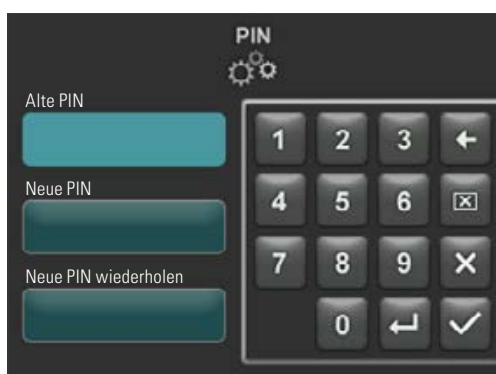 PIN
Alte PIN
Neue PIN
Neue PIN wiederholen
1 2 3
4 5 6
7 8 9
0